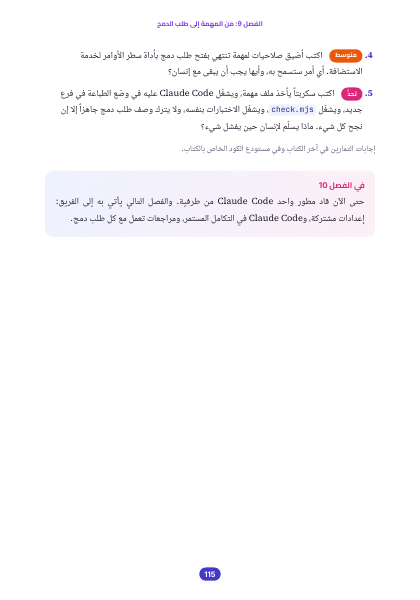 الفصل 9: من المهمة إلى طلب الدمج
4. متوسط اكتب أضيق صلاحيات لمهمة تنتهي بفتح طلب دمج بأداة سطر الأوامر لخدمة
الاستضافة. أي أمر ستسمح به، وأيها يجب أن يبقى مع إنسان؟
5. تحدٍّ اكتب سكربتاً يأخذ ملف مهمة، ويشغّل Claude Code عليه في وضع الطباعة في فرع
جديد، ويشغّل check.mjs، ويشغّل الاختبارات بنفسه، ولا يترك وصف طلب دمج جاهزاً إلا إن
نجح كل شيء. ماذا يسلّم لإنسان حين يفشل شيء؟
إجابات التمارين في آخر الكتاب وفي مستودع الكود الخاص بالكتاب.
في الفصل 10
حتى الآن قاد مطور واحد Claude Code من طرفية. والفصل التالي يأتي به إلى الفريق:
إعدادات مشتركة، وClaude Code في التكامل المستمر، ومراجعات تعمل مع كل طلب دمج.
115